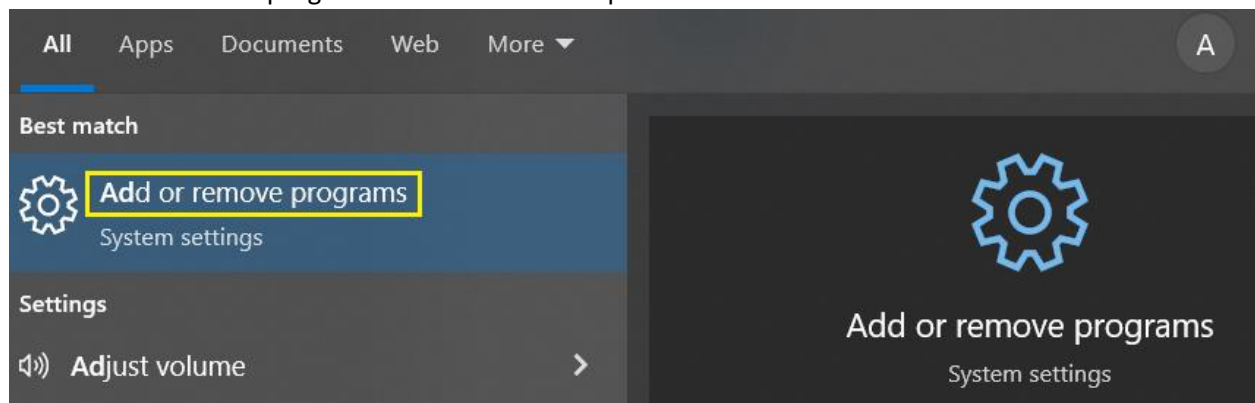 All Apps Documents Web More
A
Best match
Add or remove programs
System settings
Settings
Adjust volume
Add or remove programs
System settings